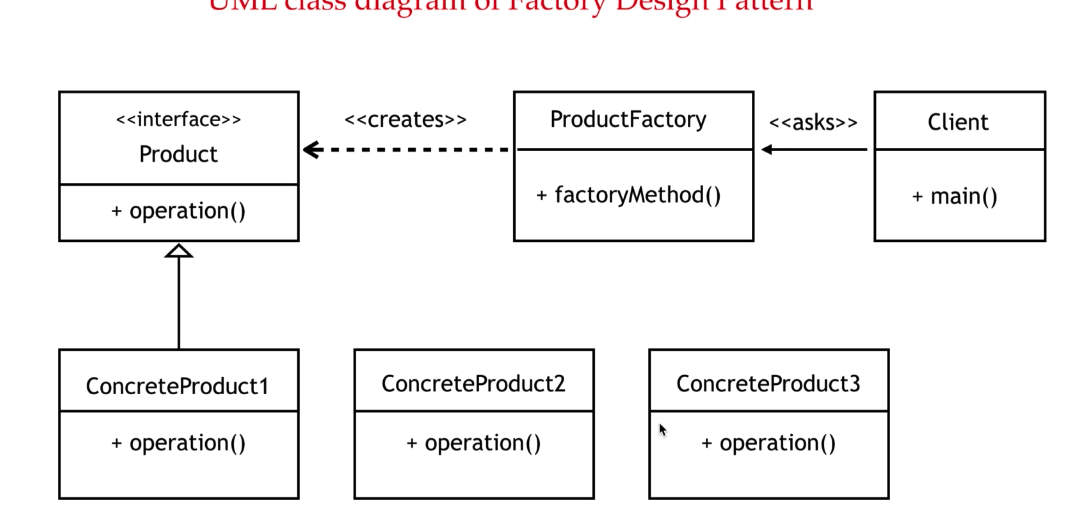 UML class diagram of Factory Design Pattern
<<interface>>
Product
+ operation()
<<creates>>
ProductFactory
+ factoryMethod()
<<asks>>
Client
+ main()
ConcreteProduct1
+ operation()
ConcreteProduct2
+ operation()
ConcreteProduct3
+ operation()